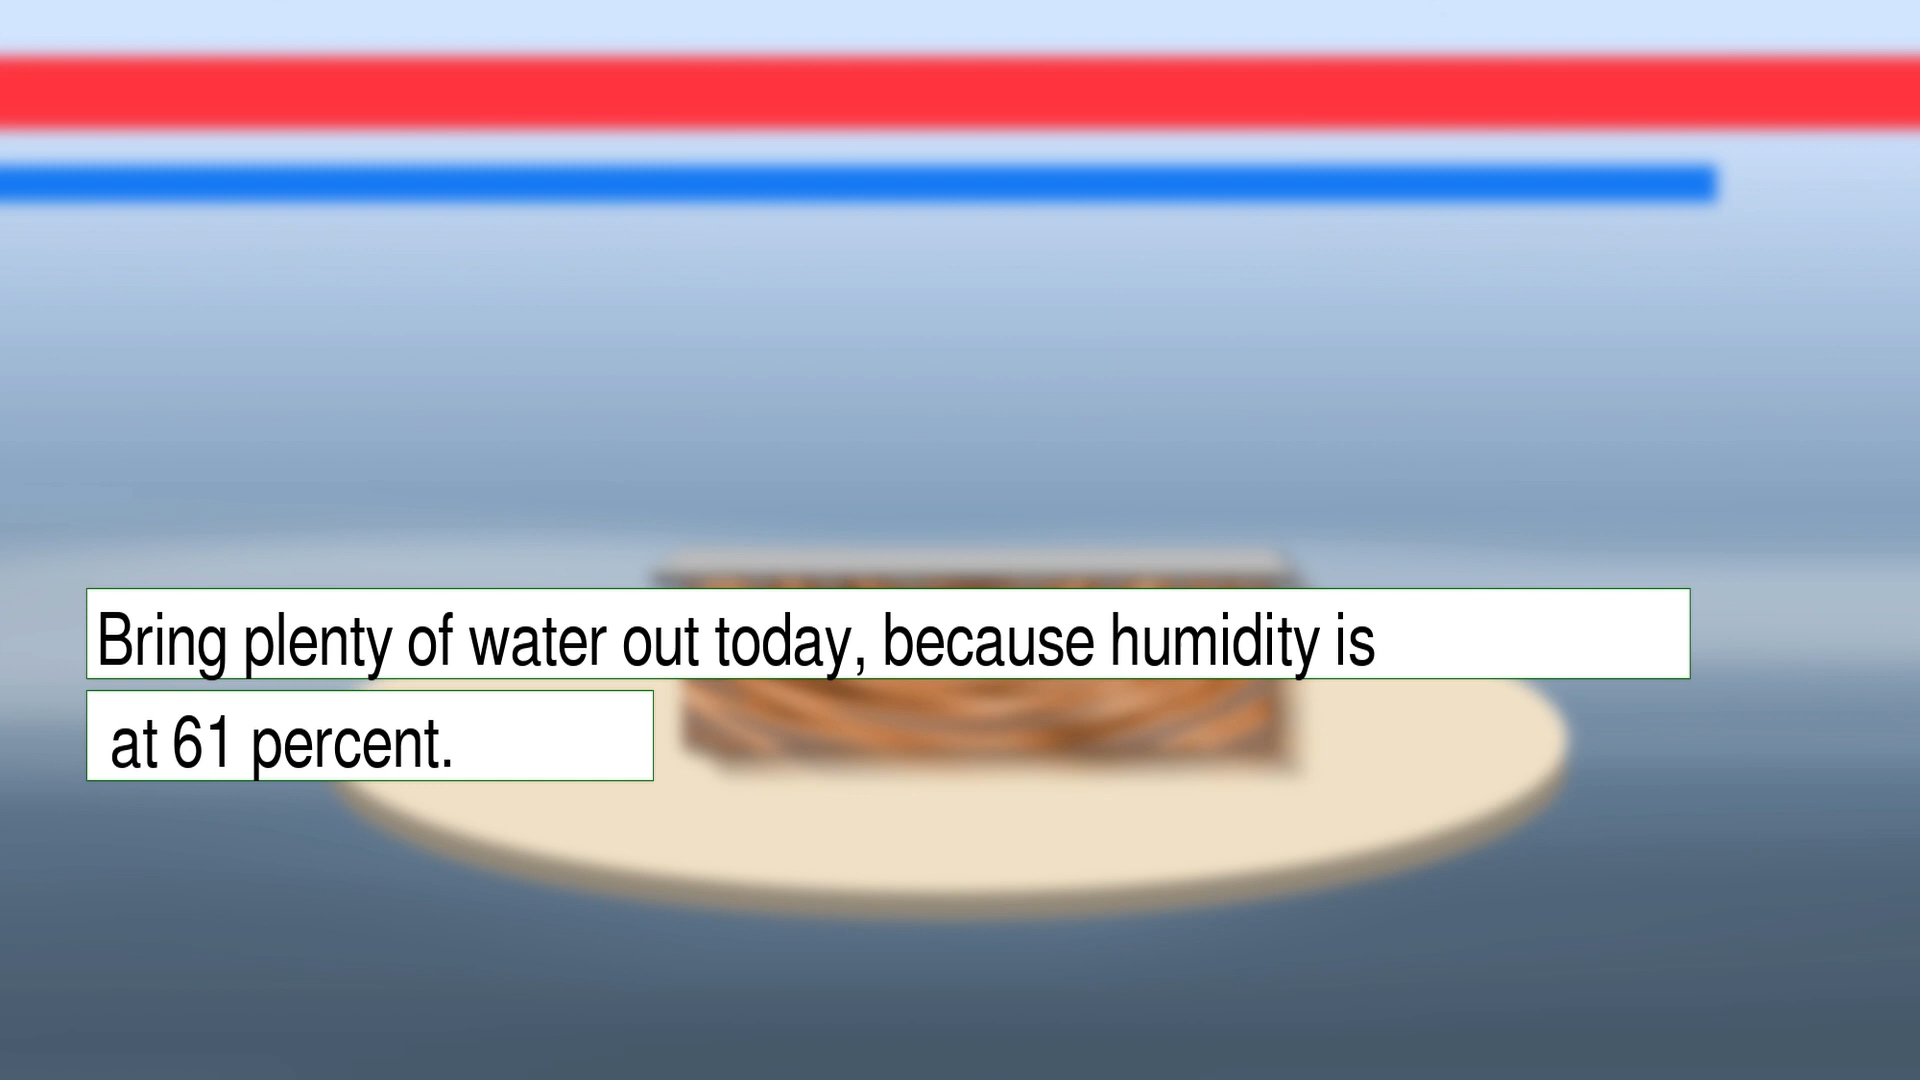 Bring plenty of water out today, because humidity is
at 61 percent.